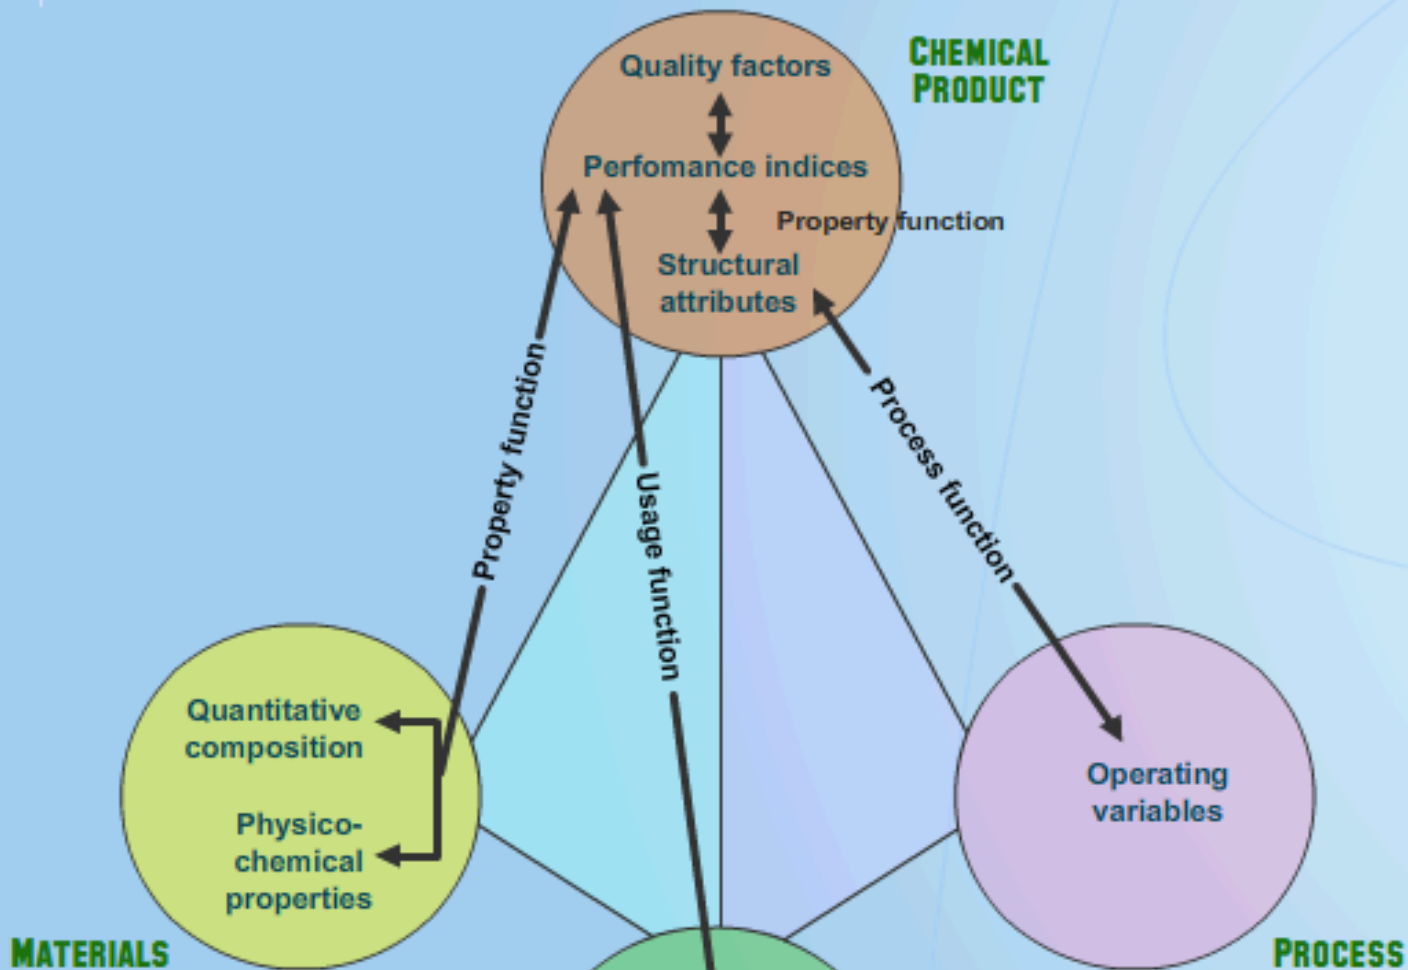 CHEMICAL
PRODUCT
Quality factors
Perfomance indices
Property function
Structural
attributes
Property function
Usage function
Process function
Quantitative
composition
Physico-
chemical
properties
Operating
variables
MATERIALS
PROCESS